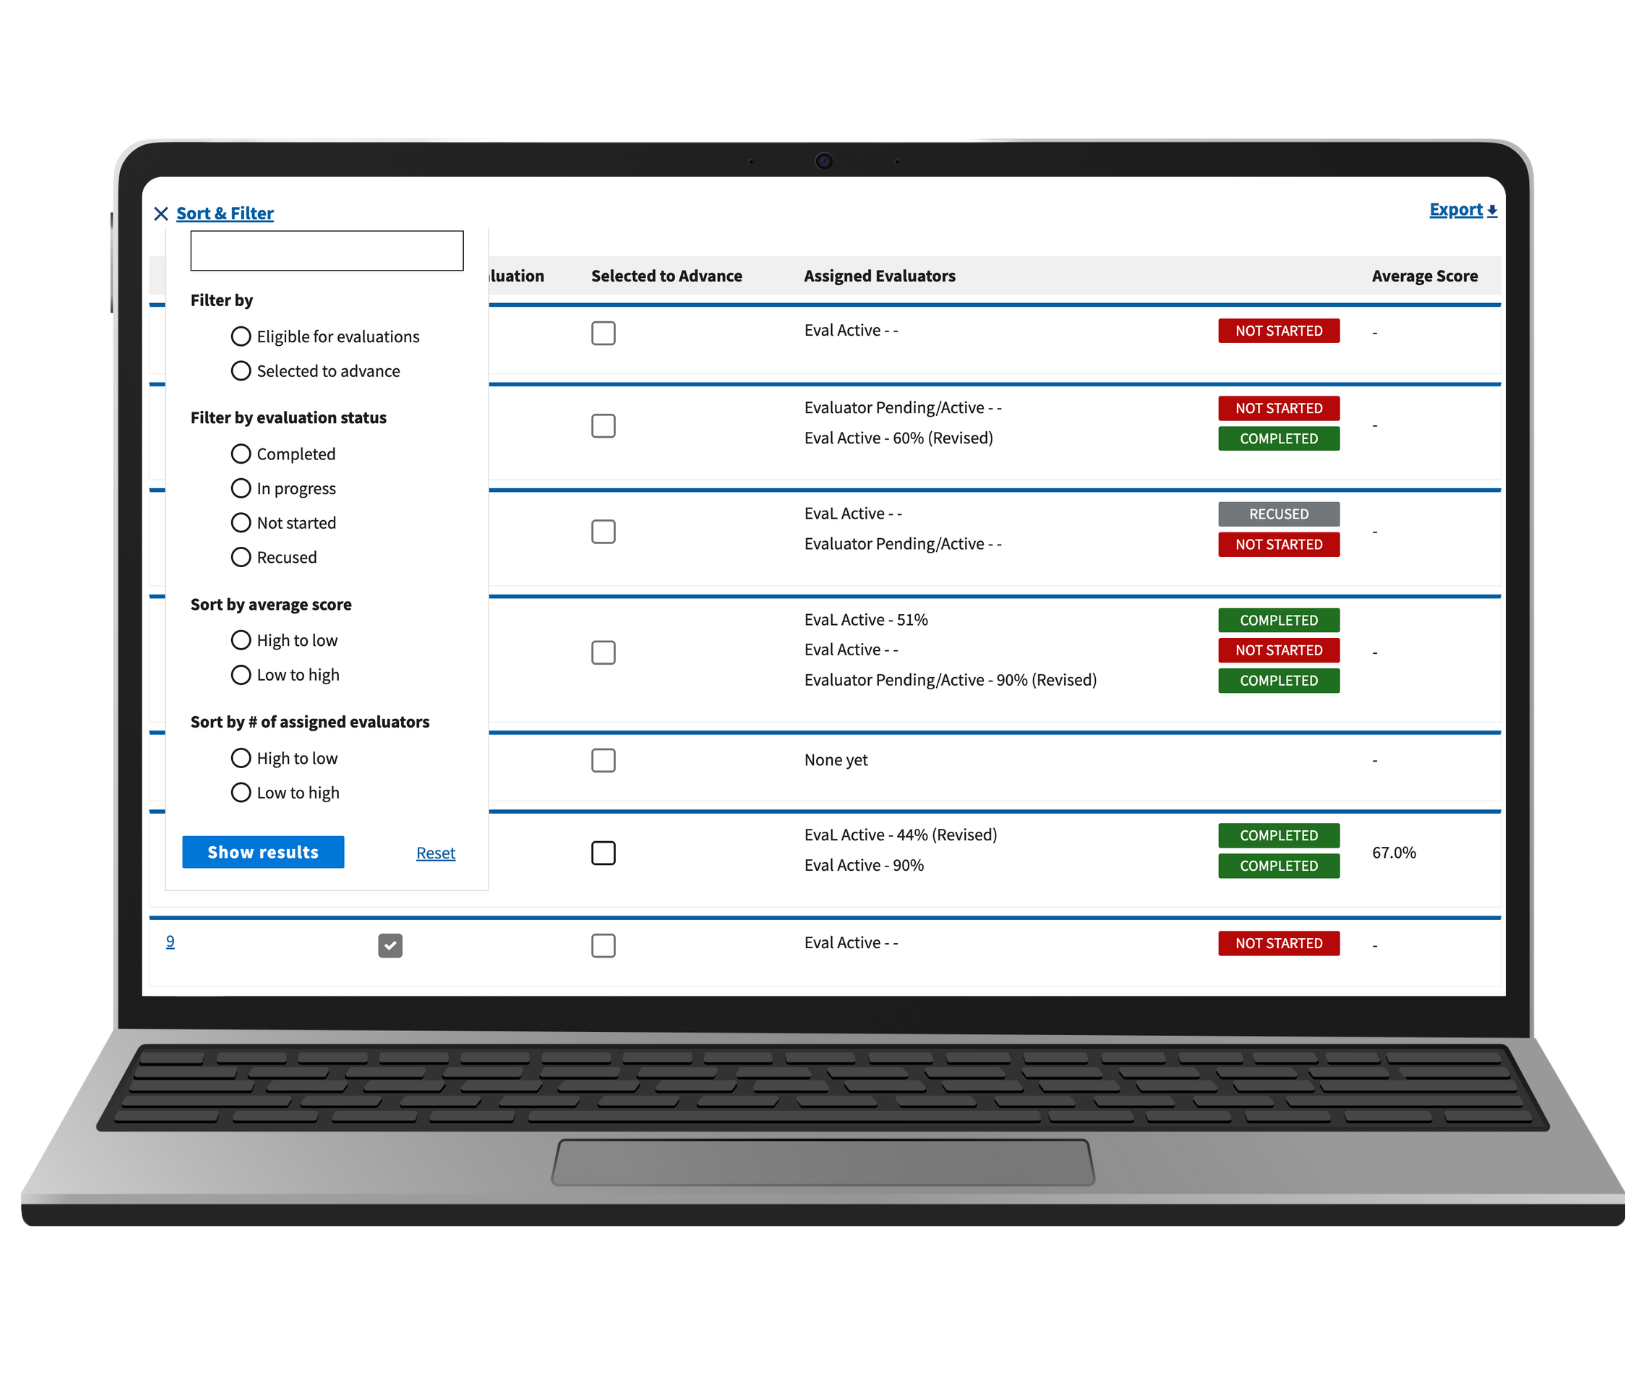 Sort & Filter
Export
luation Selected to Advance Assigned Evaluators Average Score
Filter by
Eligible for evaluations
Selected to advance
Filter by evaluation status
Completed
In progress
Not started
Recused
Sort by average score
High to low
Low to high
Sort by # of assigned evaluators
High to low
Low to high
Show results Reset
Eval Active - - NOT STARTED -
Evaluator Pending/Active - - NOT STARTED
Eval Active - 60% (Revised) COMPLETED
-
EvaL Active - - RECUSED
Evaluator Pending/Active - - NOT STARTED
-
EvaL Active - 51% COMPLETED
Eval Active - - NOT STARTED -
Evaluator Pending/Active - 90% (Revised) COMPLETED
None yet -
EvaL Active - 44% (Revised) COMPLETED
Eval Active - 90% COMPLETED
67.0%
9 Eval Active - - NOT STARTED -